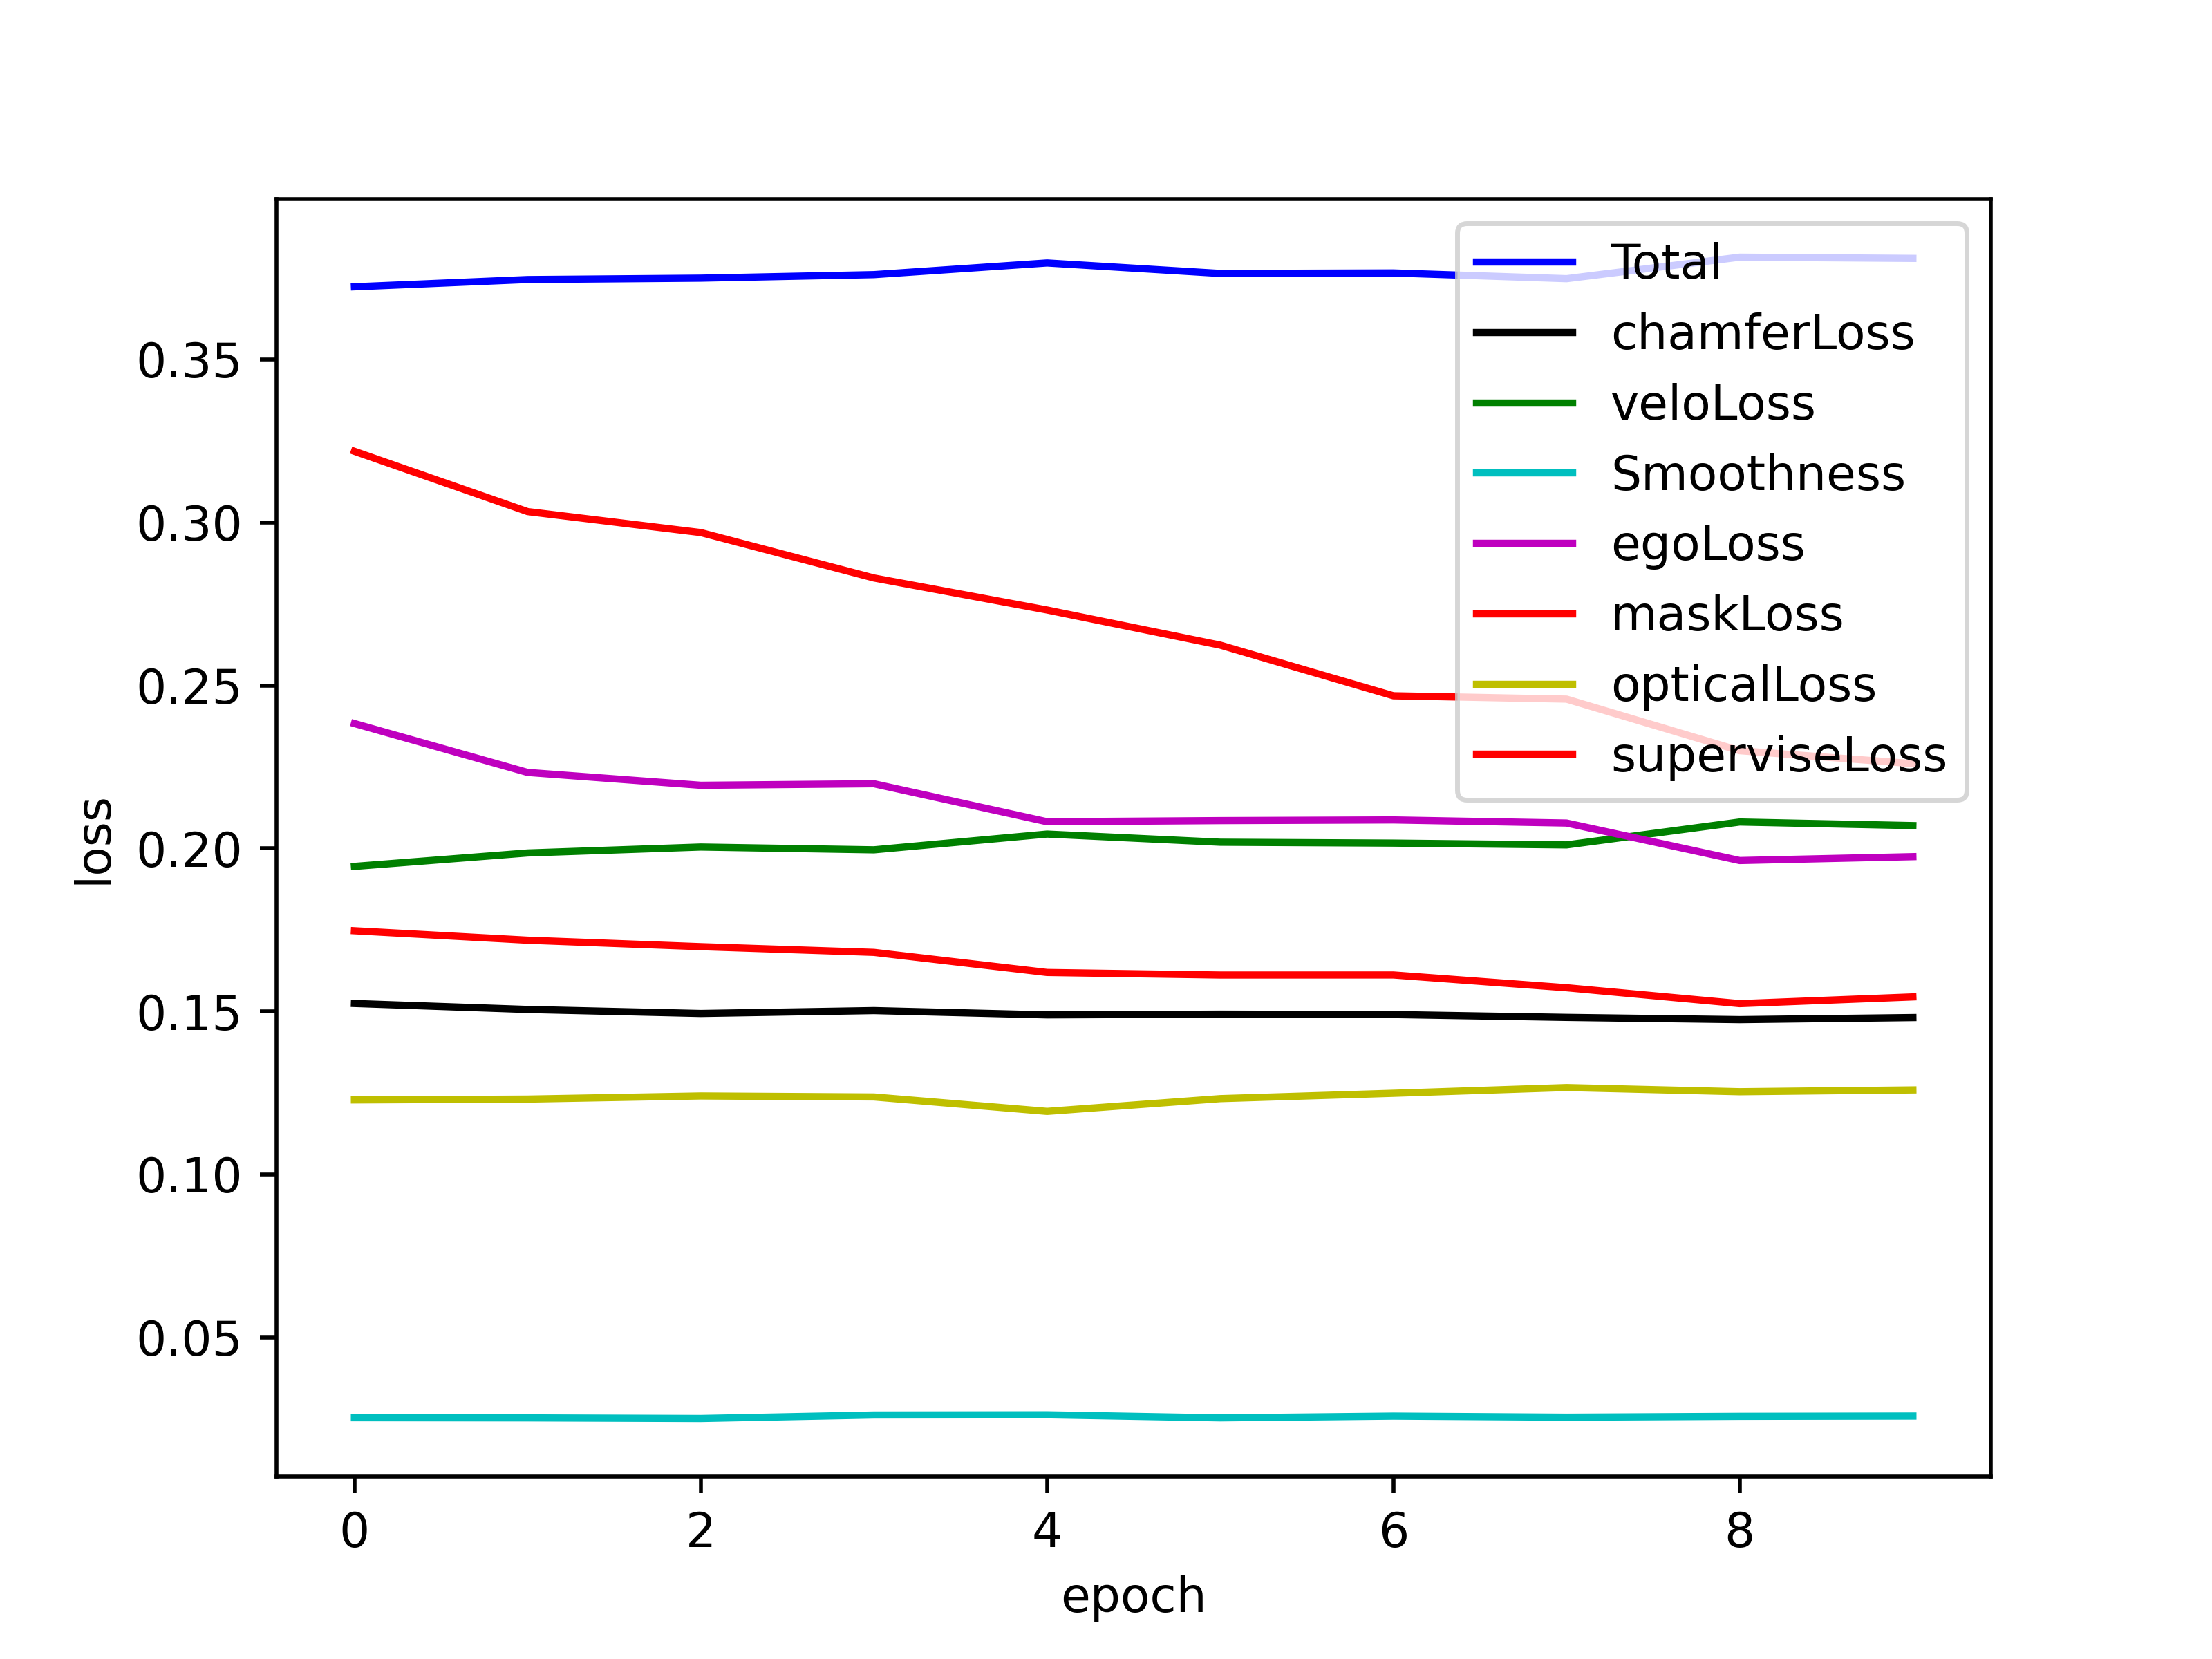 Total
chamferLoss
veloLoss
Smoothness
egoLoss
maskLoss
opticalLoss
superviseLoss
0.35
0.30
0.25
0.20
0.15
0.10
0.05
loss
0 2 4 6 8
epoch